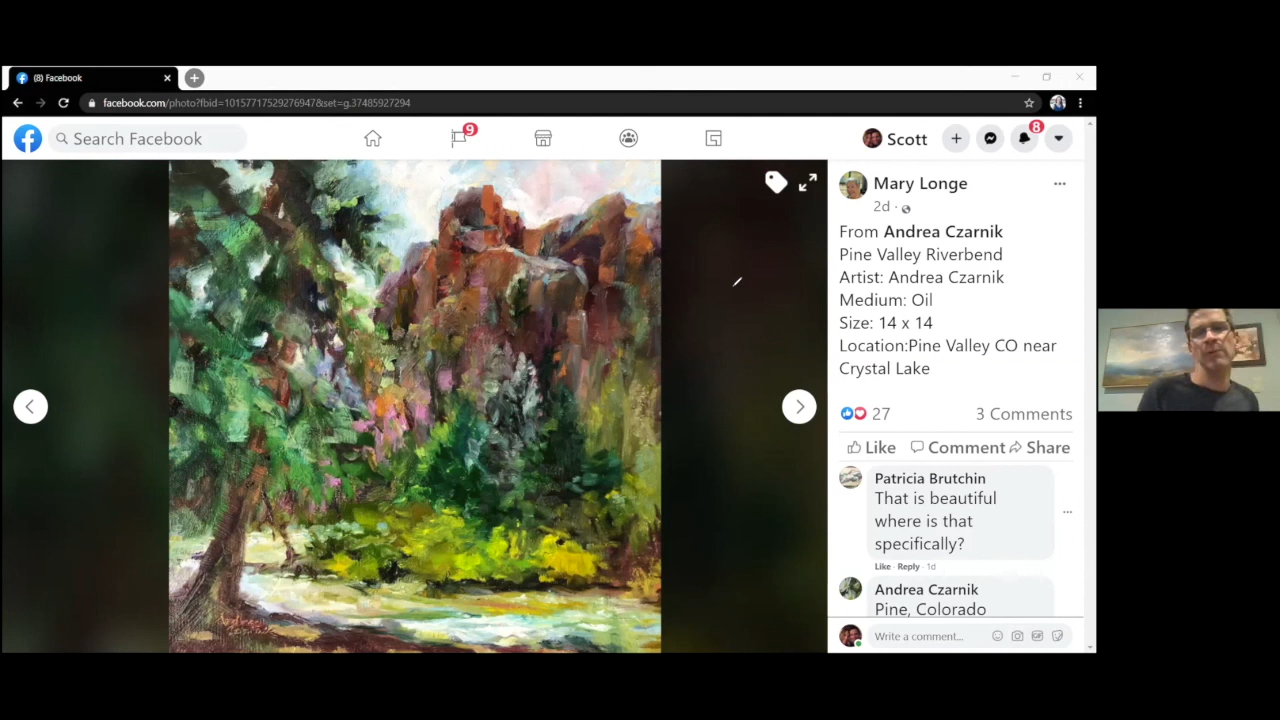 (8) Facebook
facebook.com/photo?fbid=10157717529276947&set=g.37485927294
Search Facebook
9
Scott
8
Mary Longe
2d ·
From Andrea Czarnik
Pine Valley Riverbend
Artist: Andrea Czarnik
Medium: Oil
Size: 14 x 14
Location:Pine Valley CO near
Crystal Lake
27
3 Comments
Like
Comment
Share
Patricia Brutchin
That is beautiful
where is that
specifically?
Like · Reply · 1d
Andrea Czarnik
Pine, Colorado
Write a comment...
GIF